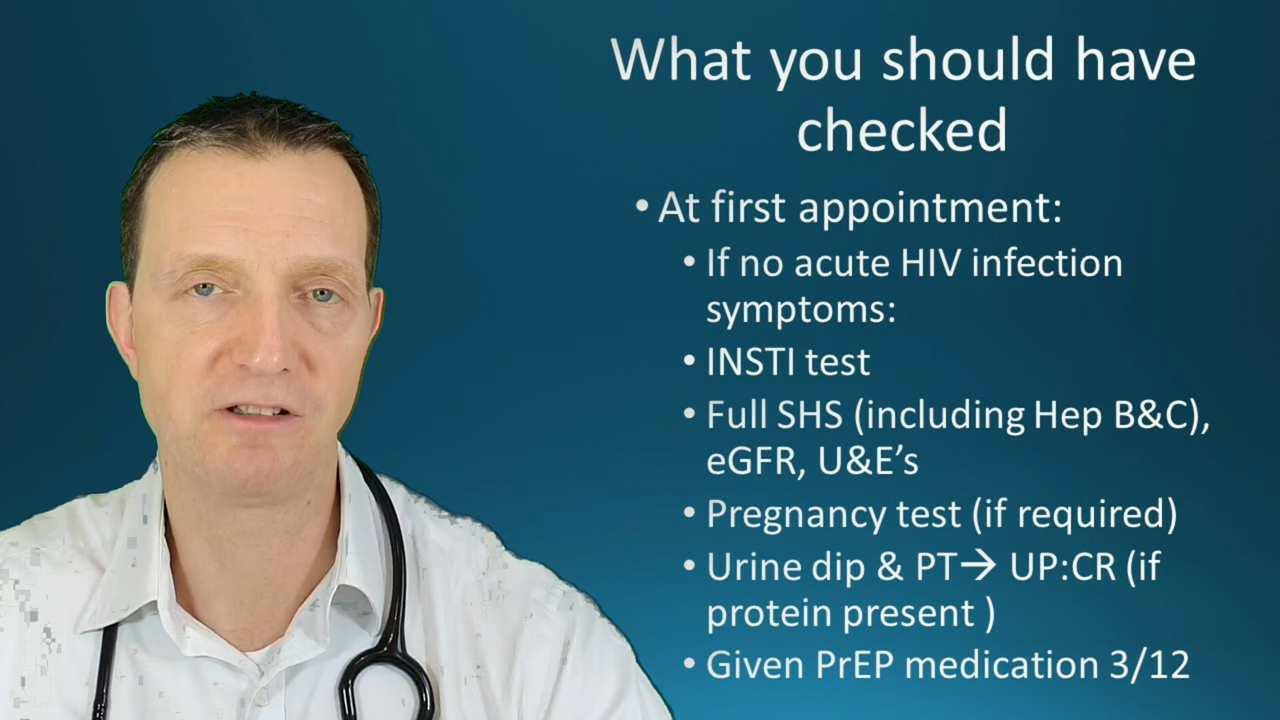 What you should have
checked
• At first appointment:
• If no acute HIV infection
symptoms:
• INSTI test
• Full SHS (including Hep B&C),
eGFR, U&E’s
• Pregnancy test (if required)
• Urine dip & PT→ UP:CR (if
protein present )
• Given PrEP medication 3/12